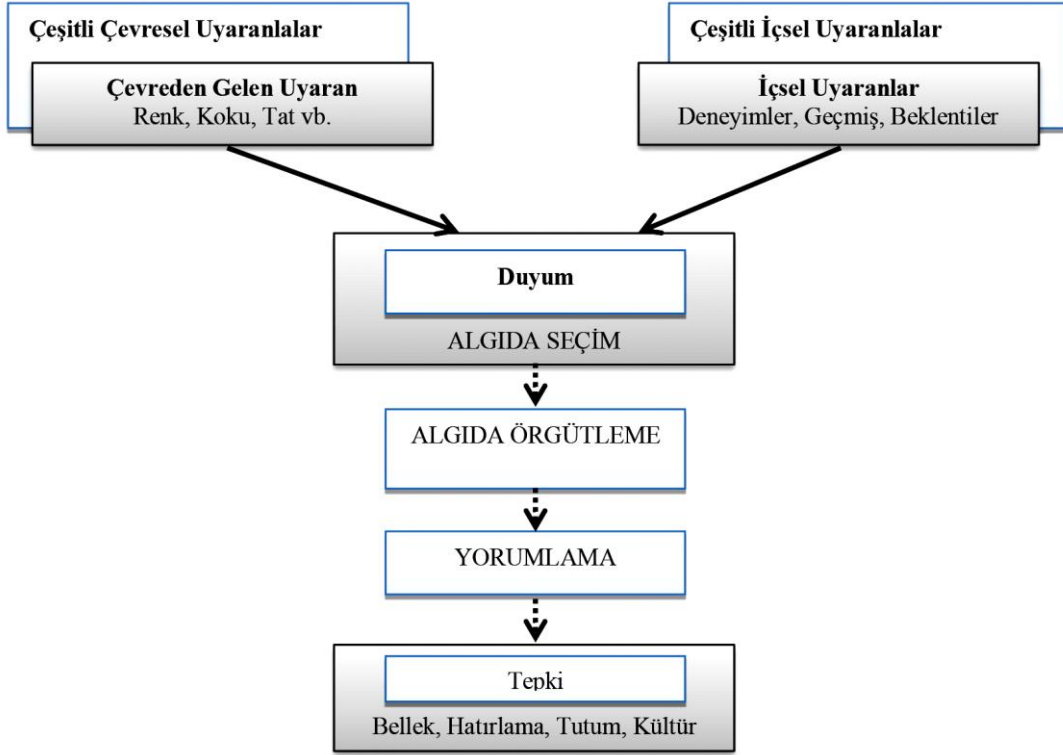 Çeşitli Çevresel Uyaranlalar
Çevreden Gelen Uyaran
Renk, Koku, Tat vb.
Çeşitli İçsel Uyaranlalar
İçsel Uyaranlar
Deneyimler, Geçmiş, Beklentiler
Duyum
ALGIDA SEÇİM
ALGIDA ÖRGÜTLEME
YORUMLAMA
Tepki
Bellek, Hatırlama, Tutum, Kültür